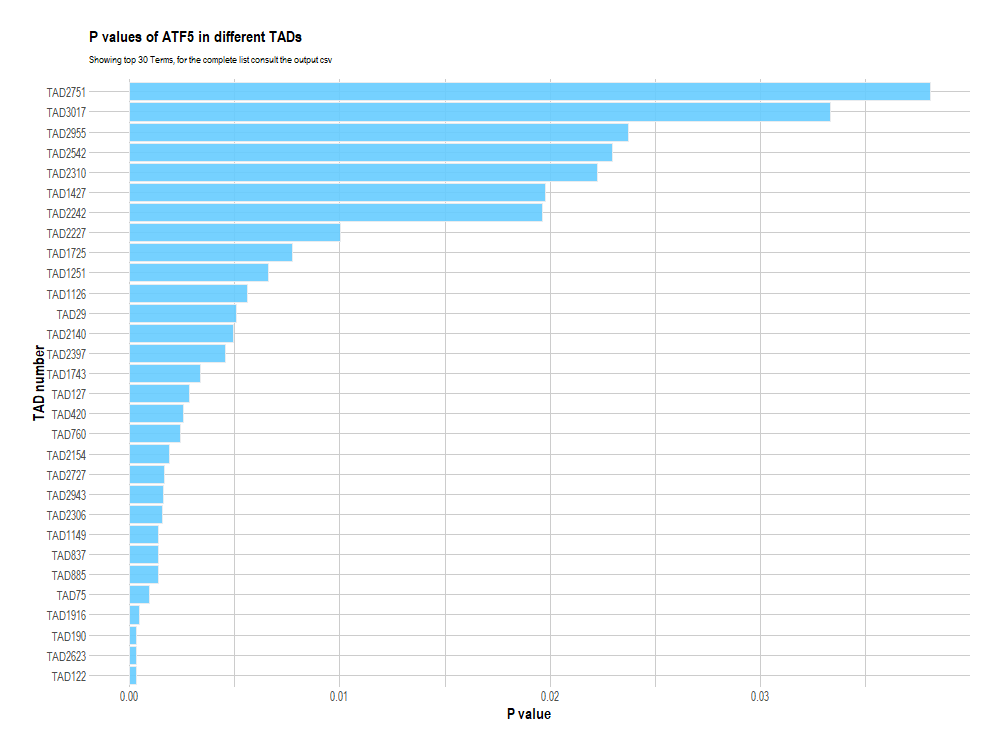 P values of ATF5 in different TADs
Showing top 30 Terms, for the complete list consult the output csv
TAD2751
TAD3017
TAD2955
TAD2542
TAD2310
TAD1427
TAD2242
TAD2227
TAD1725
TAD1251
TAD1126
TAD29
TAD2140
TAD2397
TAD1743
TAD127
TAD420
TAD760
TAD2154
TAD2727
TAD2943
TAD2306
TAD1149
TAD837
TAD885
TAD75
TAD1916
TAD190
TAD2623
TAD122
TAD number
0.00 0.01 0.02 0.03
P value